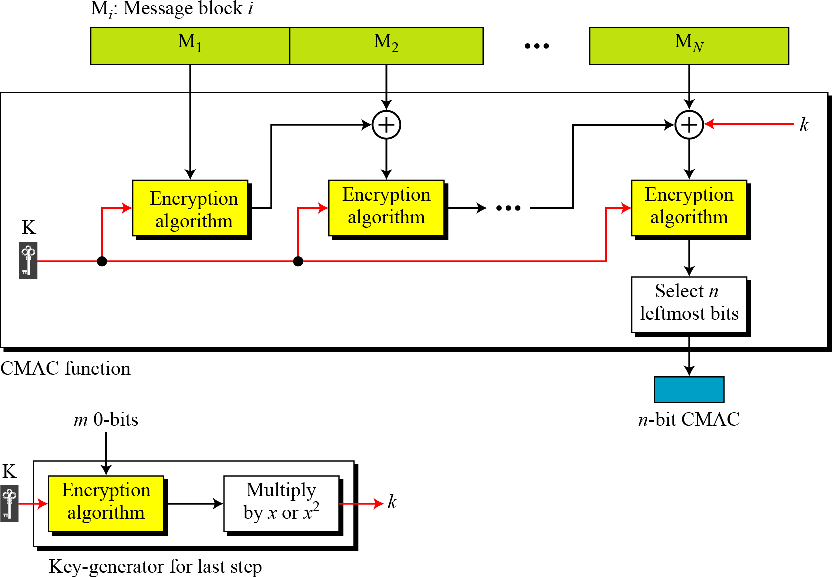 Mᵢ: Message block i
M₁ M₂ ••• M_N
k
Encryption algorithm
Encryption algorithm
•••
Encryption algorithm
K
Select n
leftmost bits
CMAC function
n-bit CMAC
m 0-bits
K
Encryption
algorithm
Multiply
by x or x²
k
Key-generator for last step